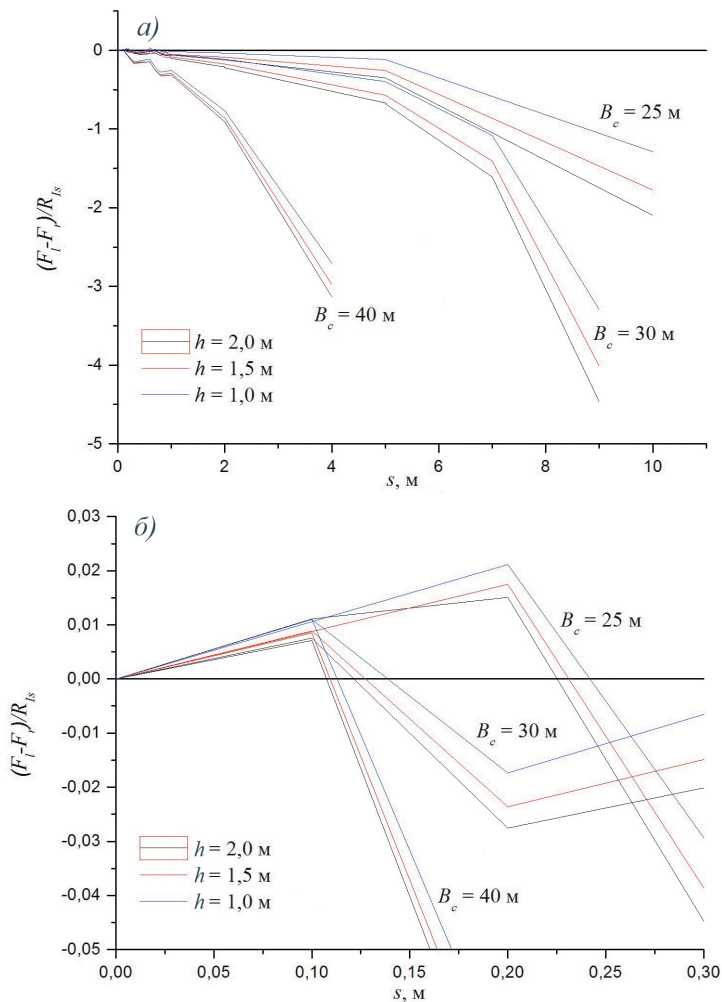 а)
0
-1
-2
-3
-4
-5
(F_l-F_r)/R_Is
B_c = 25 м
B_c = 40 м
B_c = 30 м
h = 2,0 м
h = 1,5 м
h = 1,0 м
0 2 4 6 8 10
s, м
б)
0,03
0,02
0,01
0,00
-0,01
-0,02
-0,03
-0,04
-0,05
(F_l-F_r)/R_Is
B_c = 25 м
B_c = 30 м
B_c = 40 м
h = 2,0 м
h = 1,5 м
h = 1,0 м
0,00 0,05 0,10 0,15 0,20 0,25 0,30
s, м